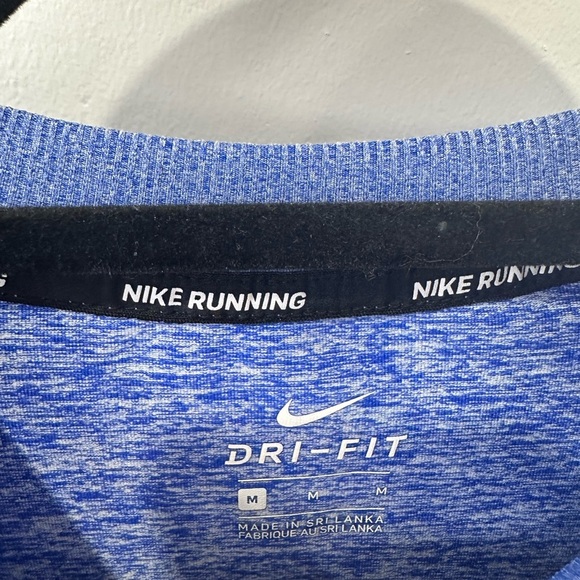 S NIKE RUNNING NIKE RUNNING
DRI-FIT
M M M
MADE IN SRI LANKA
FABRIQUE AU SRI LANKA